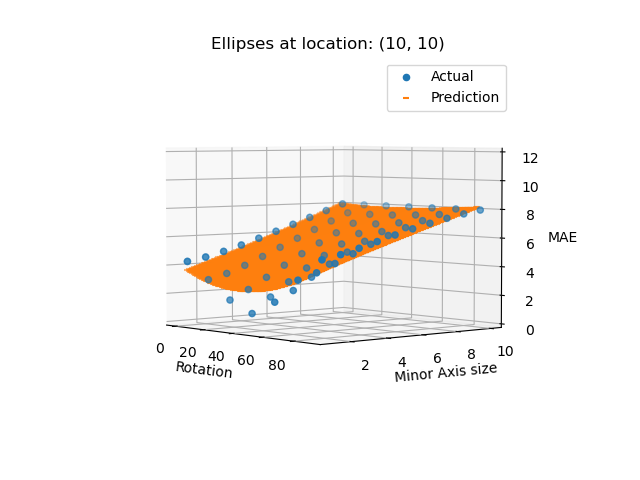 Ellipses at location: (10, 10)
Actual
Prediction
12
10
8
6
4
2
0
MAE
0
20
40
60
80
Rotation
2
4
6
8
10
Minor Axis size